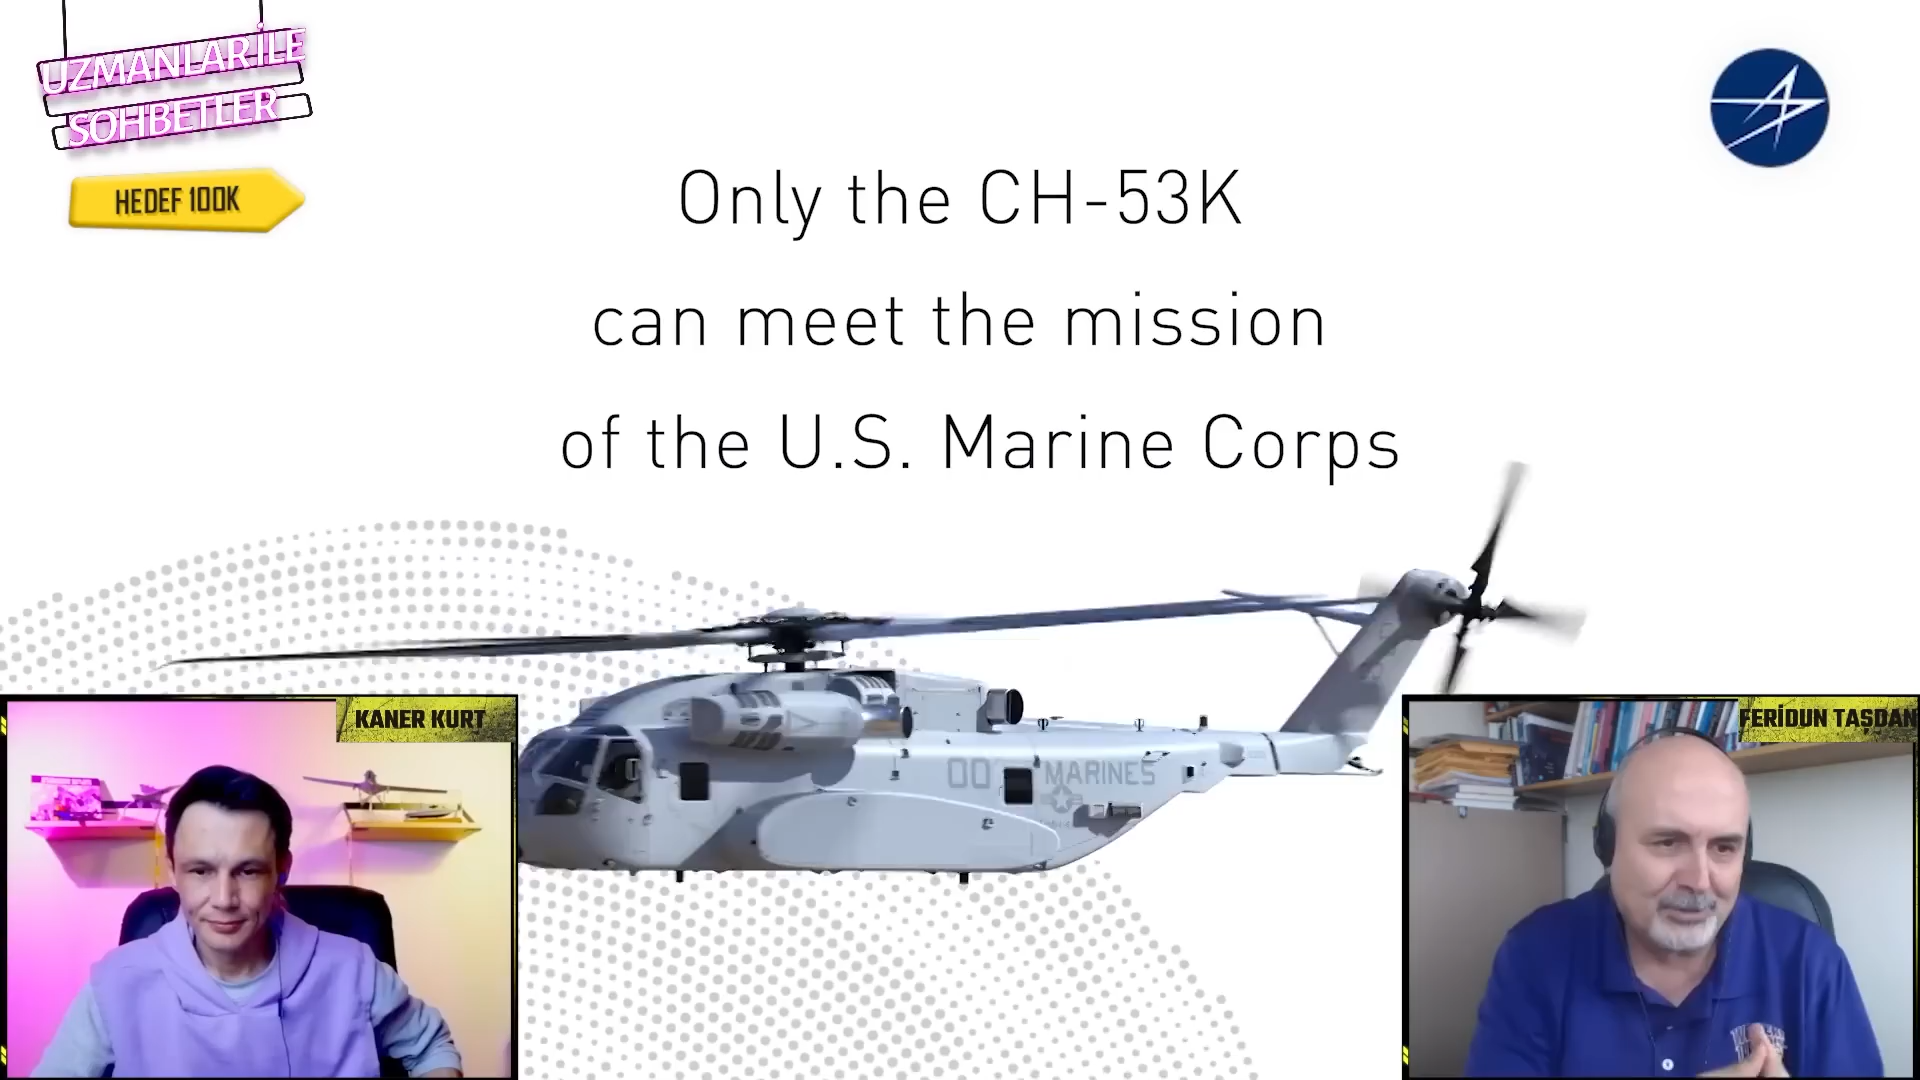 UZMANLAR İLE
SOHBETLER
HEDEF 100K
Only the CH-53K
can meet the mission
of the U.S. Marine Corps
00
MARINES
KANER KURT
FERİDUN TAŞDAN